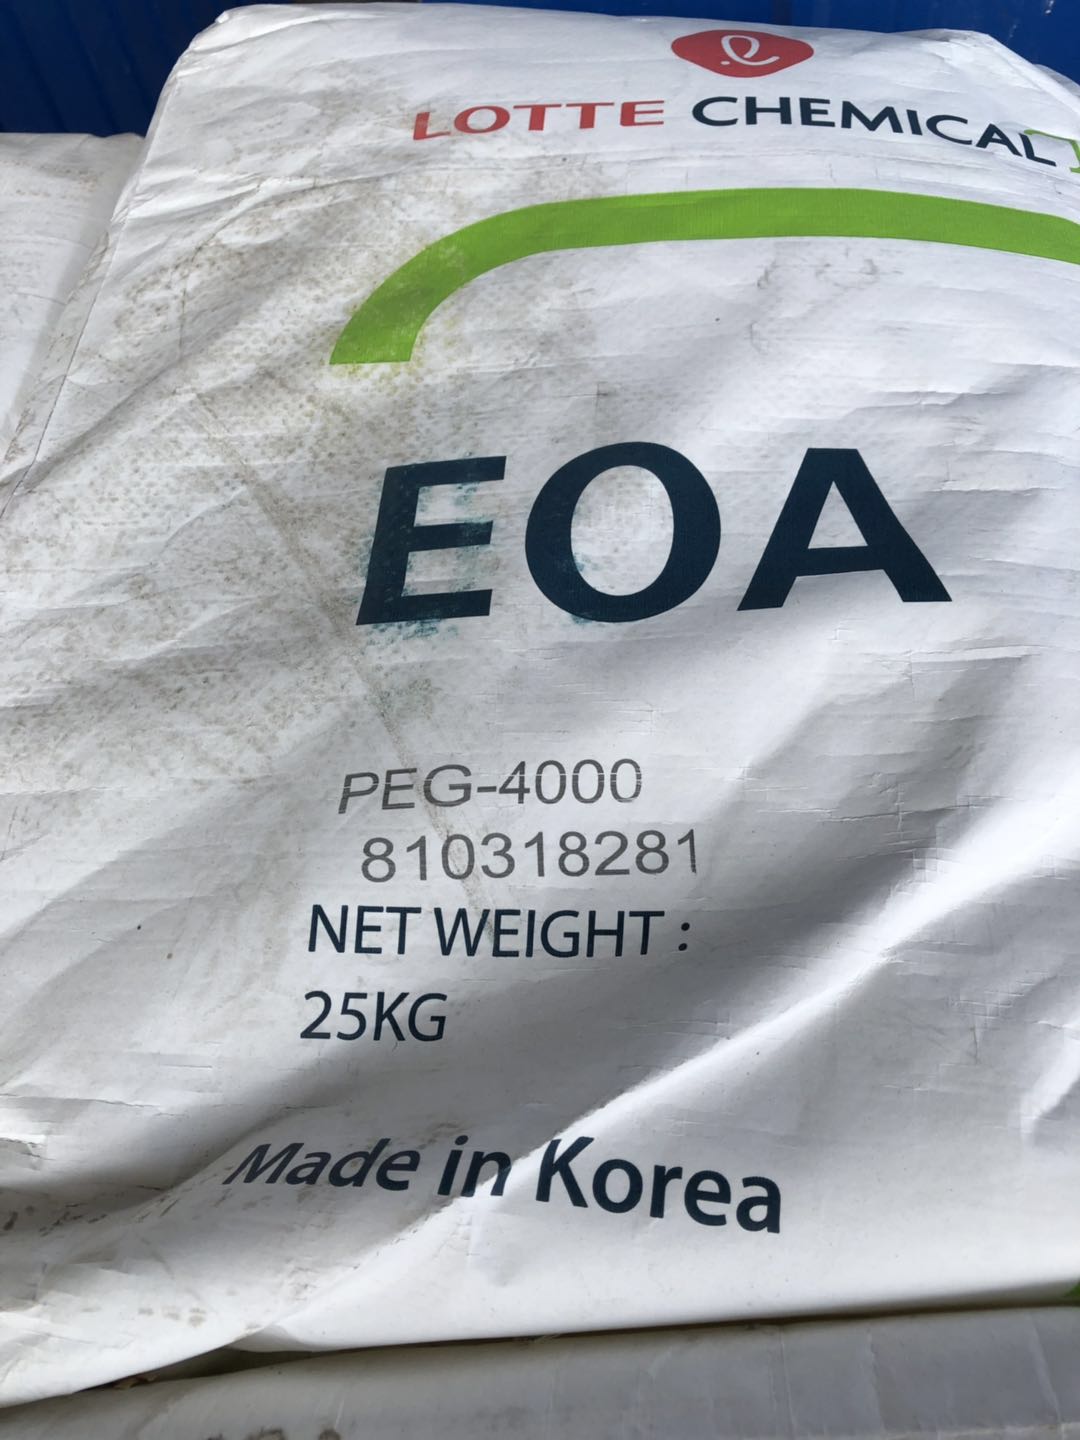 LOTTE CHEMICAL
EOA
PEG-4000
810318281
NET WEIGHT :
25KG
Made in Korea